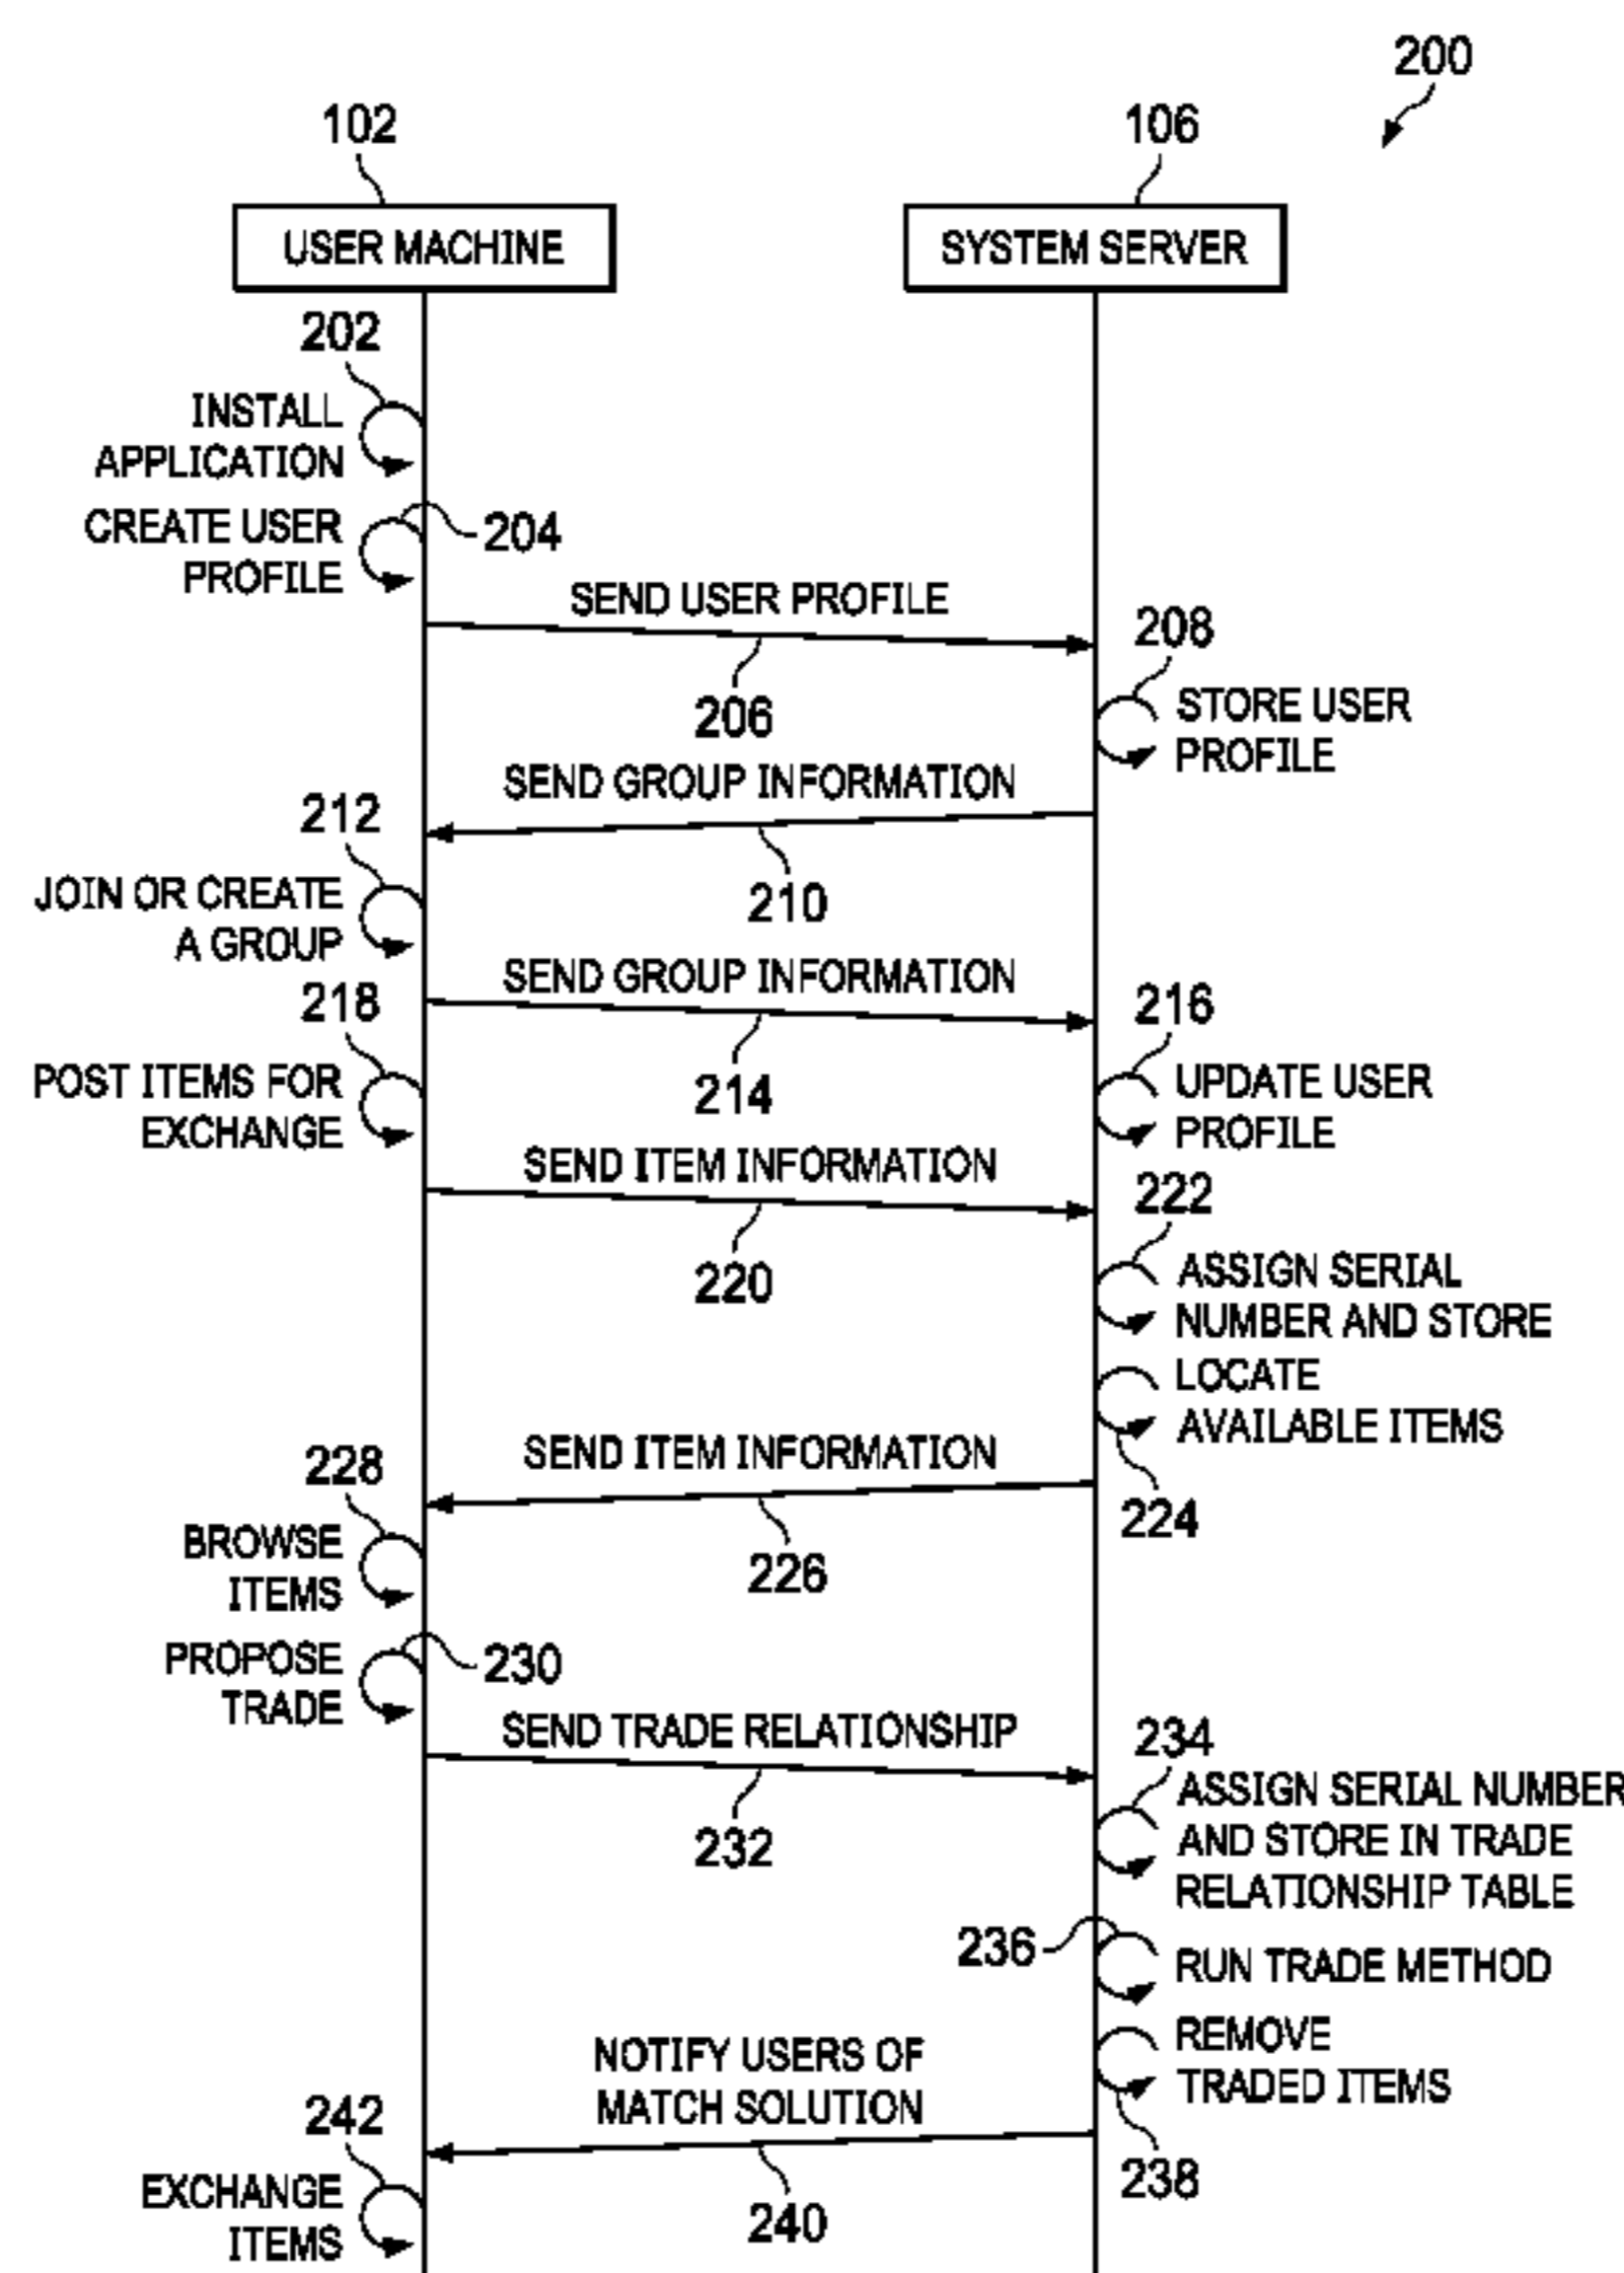 200
102
106
USER MACHINE
SYSTEM SERVER
202
INSTALL
APPLICATION
CREATE USER
PROFILE
204
SEND USER PROFILE
206
208
STORE USER
PROFILE
SEND GROUP INFORMATION
210
212
JOIN OR CREATE
A GROUP
SEND GROUP INFORMATION
214
216
UPDATE USER
PROFILE
218
POST ITEMS FOR
EXCHANGE
SEND ITEM INFORMATION
220
222
ASSIGN SERIAL
NUMBER AND STORE
LOCATE
AVAILABLE ITEMS
224
SEND ITEM INFORMATION
226
228
BROWSE
ITEMS
PROPOSE
TRADE
230
SEND TRADE RELATIONSHIP
232
234
ASSIGN SERIAL NUMBER
AND STORE IN TRADE
RELATIONSHIP TABLE
236
RUN TRADE METHOD
REMOVE
TRADED ITEMS
238
NOTIFY USERS OF
MATCH SOLUTION
240
242
EXCHANGE
ITEMS